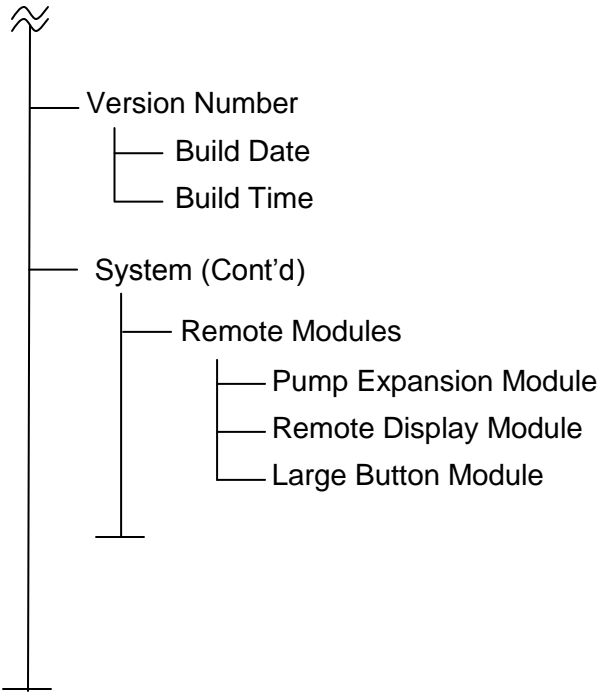 Version Number
Build Date
Build Time
System (Cont’d)
Remote Modules
Pump Expansion Module
Remote Display Module
Large Button Module